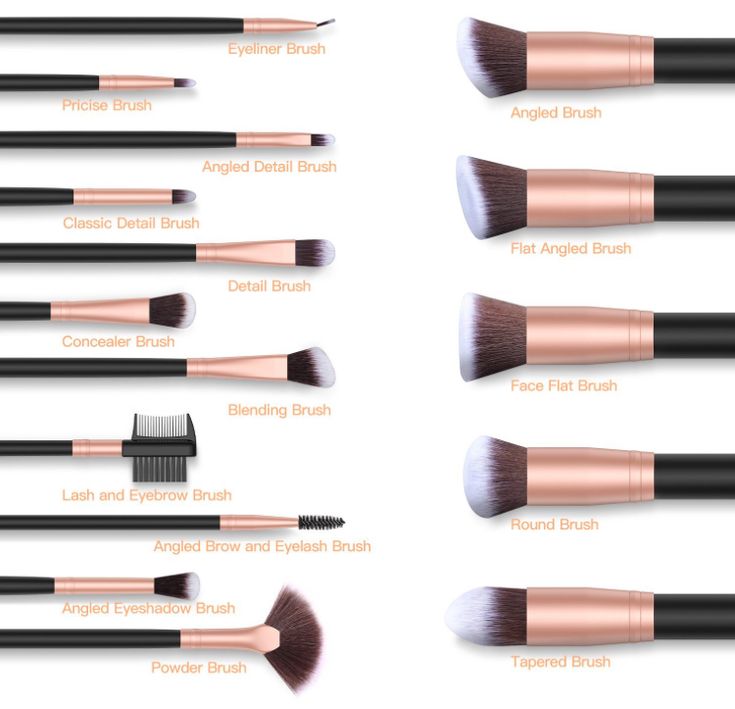 Eyeliner Brush
Pricise Brush
Angled Detail Brush
Classic Detail Brush
Detail Brush
Concealer Brush
Blending Brush
Lash and Eyebrow Brush
Angled Brow and Eyelash Brush
Angled Eyeshadow Brush
Powder Brush
Angled Brush
Flat Angled Brush
Face Flat Brush
Round Brush
Tapered Brush